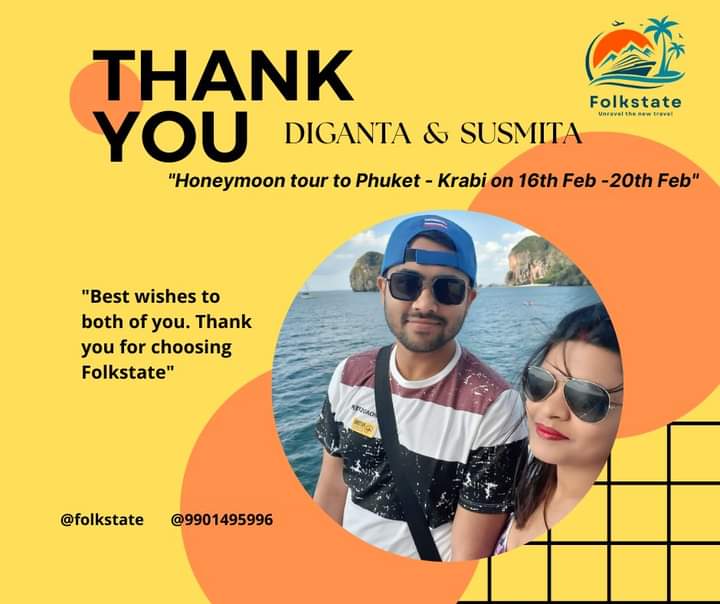 THANK
YOU
DIGANTA & SUSMITA
Folkstate
Unravel the new travel
"Honeymoon tour to Phuket - Krabi on 16th Feb -20th Feb"
"Best wishes to
both of you. Thank
you for choosing
Folkstate"
@folkstate @9901495996